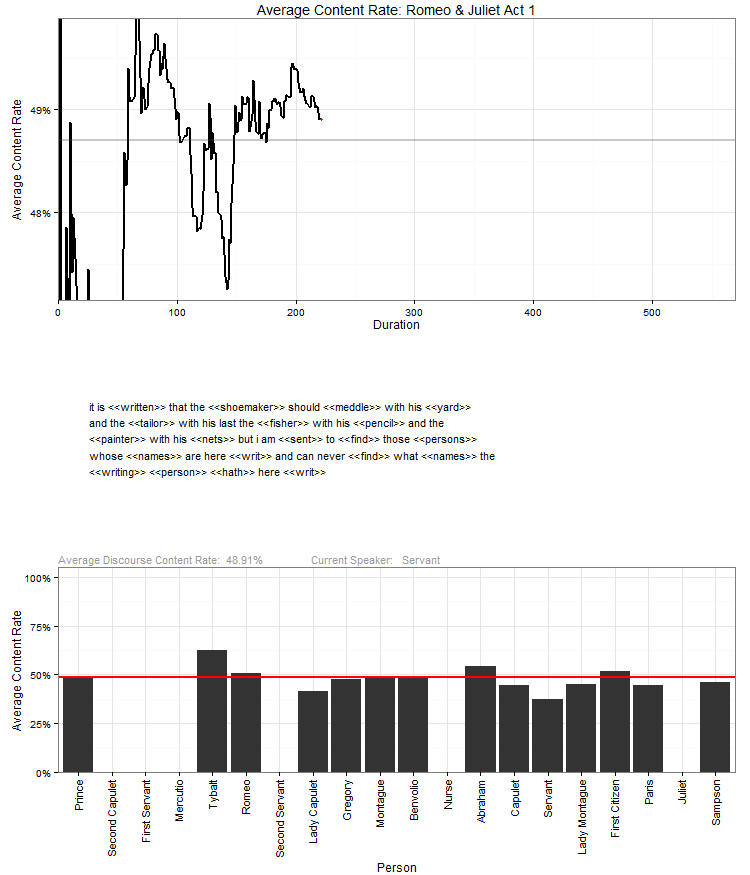 Average Content Rate: Romeo & Juliet Act 1
Average Content Rate
49%
48%
0 100 200 300 400 500
Duration
it is <<written>> that the <<shoemaker>> should <<meddle>> with his <<yard>>
and the <<tailor>> with his last the <<fisher>> with his <<pencil>> and the
<<painter>> with his <<nets>> but i am <<sent>> to <<find>> those <<persons>>
whose <<names>> are here <<writ>> and can never <<find>> what <<names>> the
<<writing>> <<person>> <<hath>> here <<writ>>
Average Discourse Content Rate: 48.91% Current Speaker: Servant
Average Content Rate
100%
75%
50%
25%
0%
Prince
Second Capulet
First Servant
Mercutio
Tybalt
Romeo
Second Servant
Lady Capulet
Gregory
Montague
Benvolio
Nurse
Abraham
Capulet
Servant
Lady Montague
First Citizen
Paris
Juliet
Sampson
Person